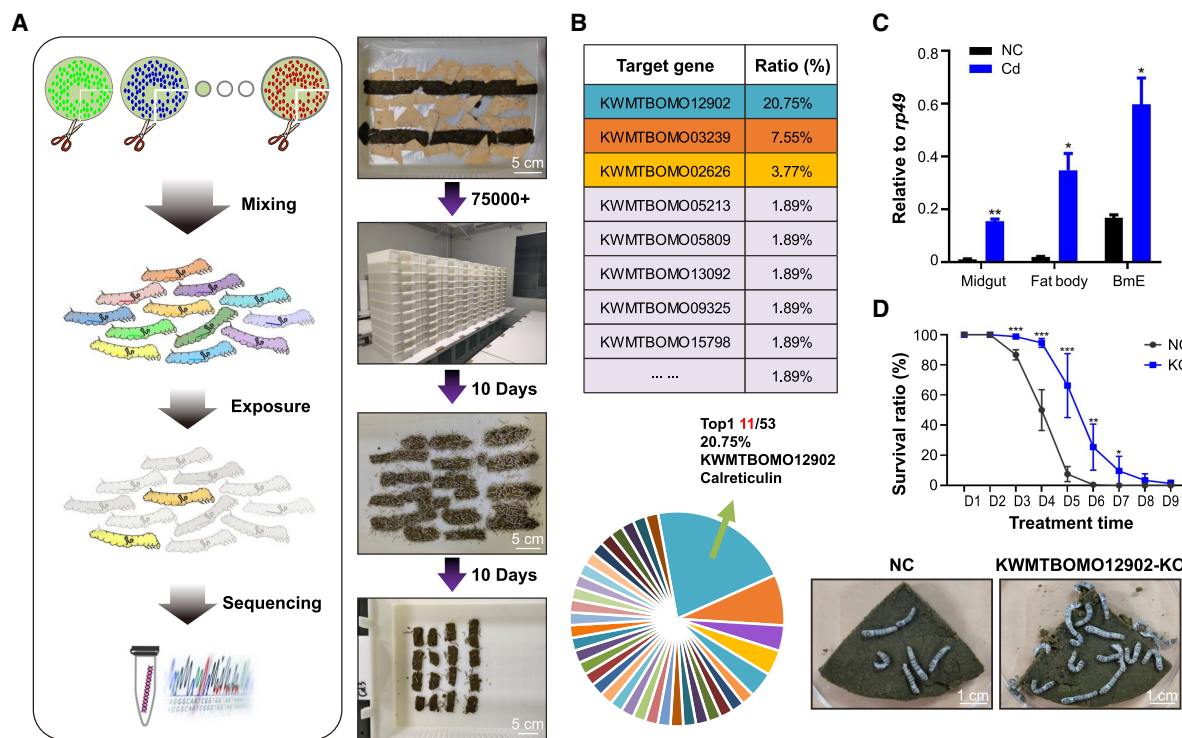 A
Mixing
Exposure
Sequencing
5 cm
75000+
10 Days
5 cm
10 Days
5 cm
B
Target gene Ratio (%)
KWMTBOMO12902 20.75%
KWMTBOMO03239 7.55%
KWMTBOMO02626 3.77%
KWMTBOMO05213 1.89%
KWMTBOMO05809 1.89%
KWMTBOMO13092 1.89%
KWMTBOMO09325 1.89%
KWMTBOMO15798 1.89%
... ... 1.89%
Top1 11/53
20.75%
KWMTBOMO12902
Calreticulin
C
NC
Cd
Relative to rp49
0.8
0.6
0.4
0.2
0
** * *
Midgut Fat body BmE
D
NC
KO
Survival ratio (%)
100
80
60
40
20
0
*** *** *** ** *
D1 D2 D3 D4 D5 D6 D7 D8 D9
Treatment time
NC KWMTBOMO12902-KO
1 cm 1 cm